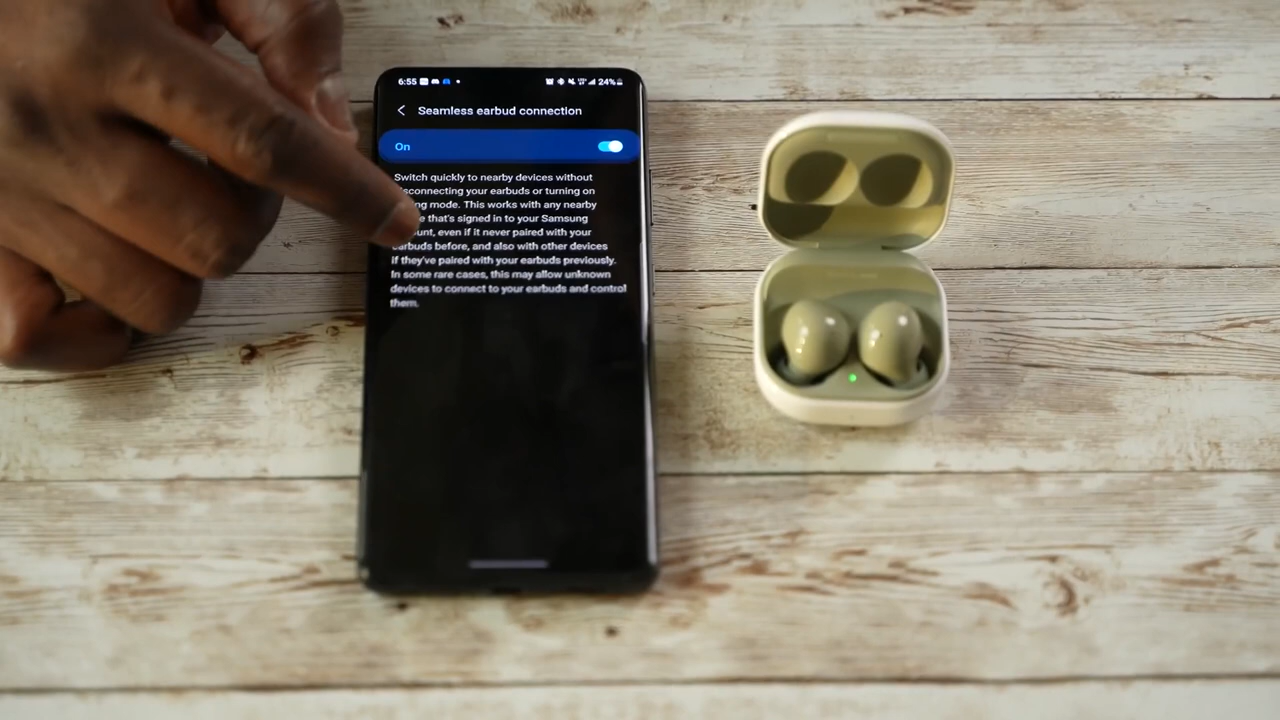 6:55
24%
Seamless earbud connection
On
Switch quickly to nearby devices without
sconnecting your earbuds or turning on
ng mode. This works with any nearby
e that's signed in to your Samsung
unt, even if it never paired with your
earbuds before, and also with other devices
if they've paired with your earbuds previously.
In some rare cases, this may allow unknown
devices to connect to your earbuds and control
them.